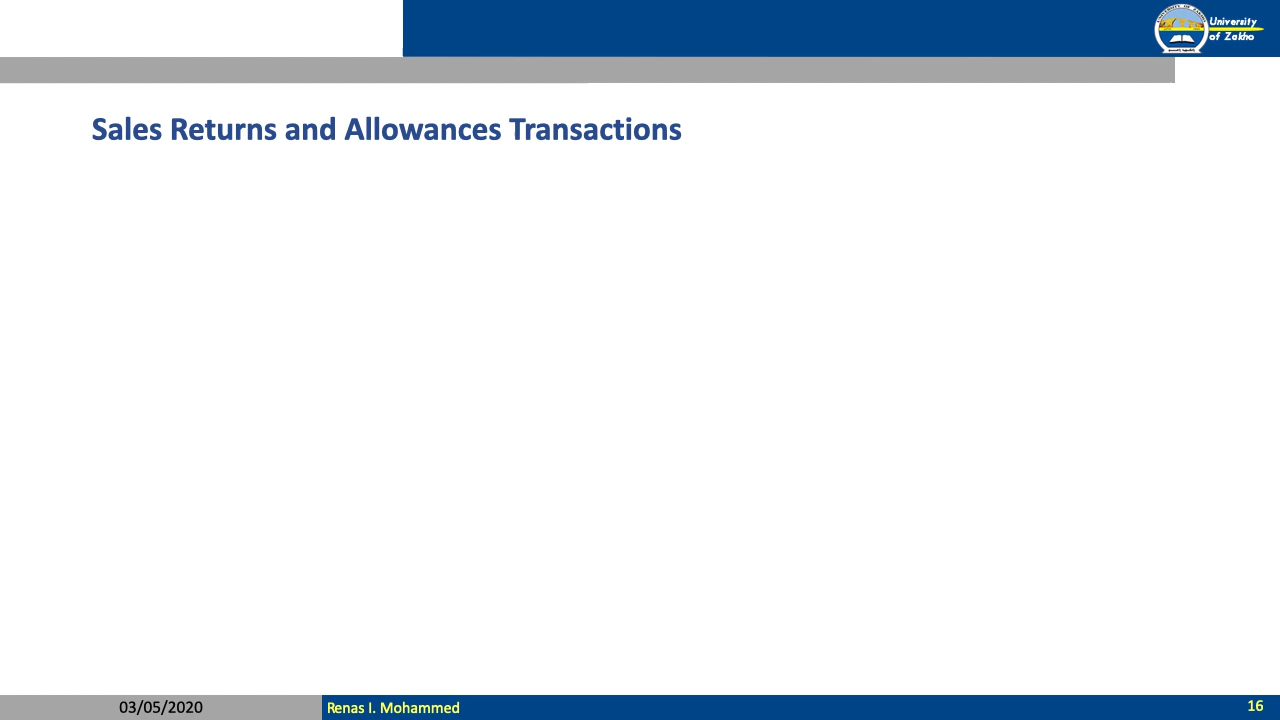 University
of Zakho
Sales Returns and Allowances Transactions
03/05/2020
Renas I. Mohammed
16